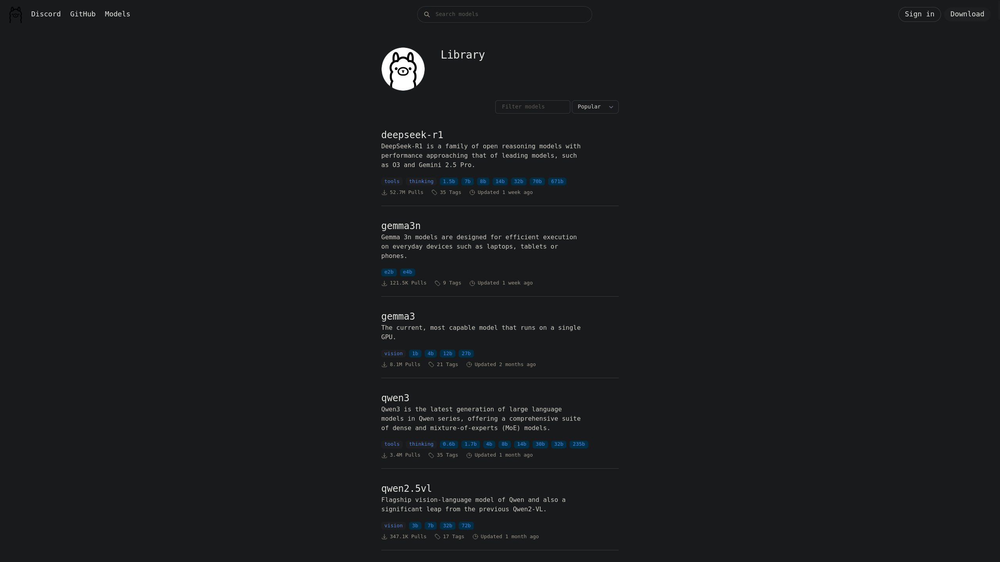 Discord GitHub Models Search models Sign in Download
Library
Filter models Popular
deepseek-r1
DeepSeek-R1 is a family of open reasoning models with
performance approaching that of leading models, such
as O3 and Gemini 2.5 Pro.
tools thinking 1.5b 7b 8b 14b 32b 70b 671b
52.7M Pulls 35 Tags Updated 1 week ago
gemma3n
Gemma 3n models are designed for efficient execution
on everyday devices such as laptops, tablets or
phones.
e2b e4b
121.5K Pulls 9 Tags Updated 1 week ago
gemma3
The current, most capable model that runs on a single
GPU.
vision 1b 4b 12b 27b
8.1M Pulls 21 Tags Updated 2 months ago
qwen3
Qwen3 is the latest generation of large language
models in Qwen series, offering a comprehensive suite
of dense and mixture-of-experts (MoE) models.
tools thinking 0.6b 1.7b 4b 8b 14b 30b 32b 235b
3.4M Pulls 35 Tags Updated 1 month ago
qwen2.5vl
Flagship vision-language model of Qwen and also a
significant leap from the previous Qwen2-VL.
vision 3b 7b 32b 72b
347.1K Pulls 17 Tags Updated 1 month ago